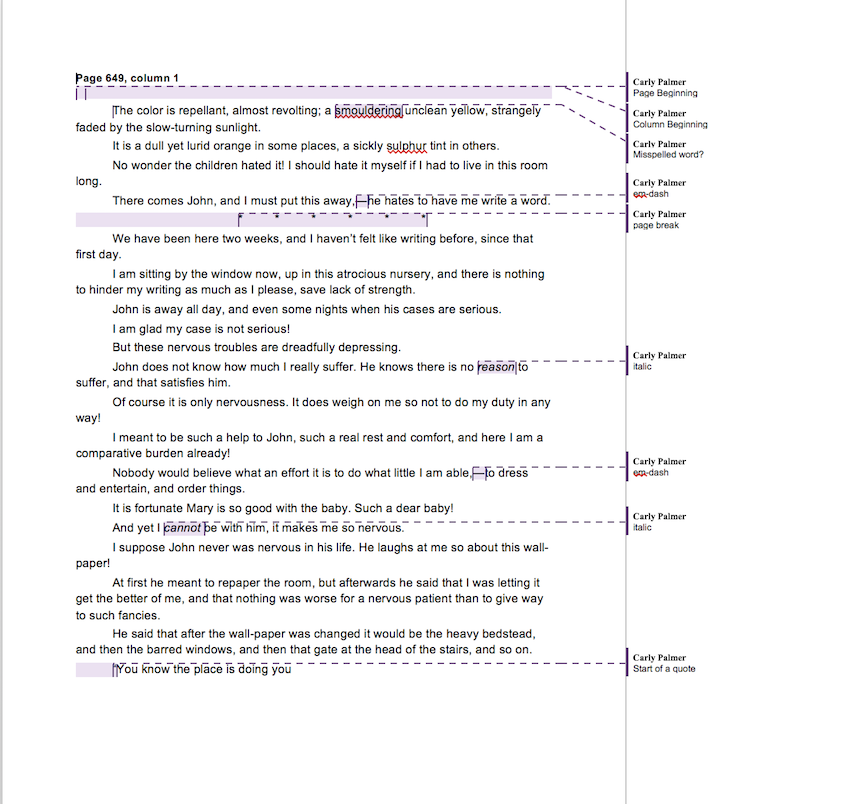 Page 649, column 1
The color is repellant, almost revolting; a smouldering unclean yellow, strangely
faded by the slow-turning sunlight.
It is a dull yet lurid orange in some places, a sickly sulphur tint in others.
No wonder the children hated it! I should hate it myself if I had to live in this room
long.
There comes John, and I must put this away,—he hates to have me write a word.
* * * * * *
We have been here two weeks, and I haven't felt like writing before, since that
first day.
I am sitting by the window now, up in this atrocious nursery, and there is nothing
to hinder my writing as much as I please, save lack of strength.
John is away all day, and even some nights when his cases are serious.
I am glad my case is not serious!
But these nervous troubles are dreadfully depressing.
John does not know how much I really suffer. He knows there is no reason to
suffer, and that satisfies him.
Of course it is only nervousness. It does weigh on me so not to do my duty in any
way!
I meant to be such a help to John, such a real rest and comfort, and here I am a
comparative burden already!
Nobody would believe what an effort it is to do what little I am able,—to dress
and entertain, and order things.
It is fortunate Mary is so good with the baby. Such a dear baby!
And yet I cannot be with him, it makes me so nervous.
I suppose John never was nervous in his life. He laughs at me so about this wall-
paper!
At first he meant to repaper the room, but afterwards he said that I was letting it
get the better of me, and that nothing was worse for a nervous patient than to give way
to such fancies.
He said that after the wall-paper was changed it would be the heavy bedstead,
and then the barred windows, and then that gate at the head of the stairs, and so on.
"You know the place is doing you
Carly Palmer
Page Beginning
Carly Palmer
Column Beginning
Carly Palmer
Misspelled word?
Carly Palmer
em-dash
Carly Palmer
page break
Carly Palmer
italic
Carly Palmer
em-dash
Carly Palmer
italic
Carly Palmer
Start of a quote